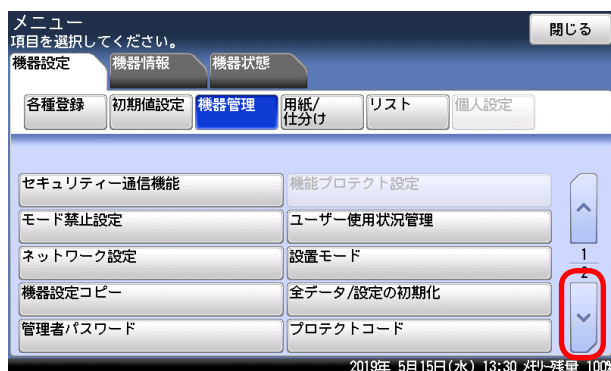 メニュー
項目を選択してください。
閉じる
機器設定 機器情報 機器状態
各種登録 初期値設定 機器管理 用紙/ リスト 個人設定
仕分け
セキュリティー通信機能 機能プロテクト設定
モード禁止設定 ユーザー使用状況管理
ネットワーク設定 設置モード 1
2
機器設定コピー 全データ/設定の初期化
管理者パスワード プロテクトコード
2019年 5月15日(水) 13:30 メモリー残量 100%